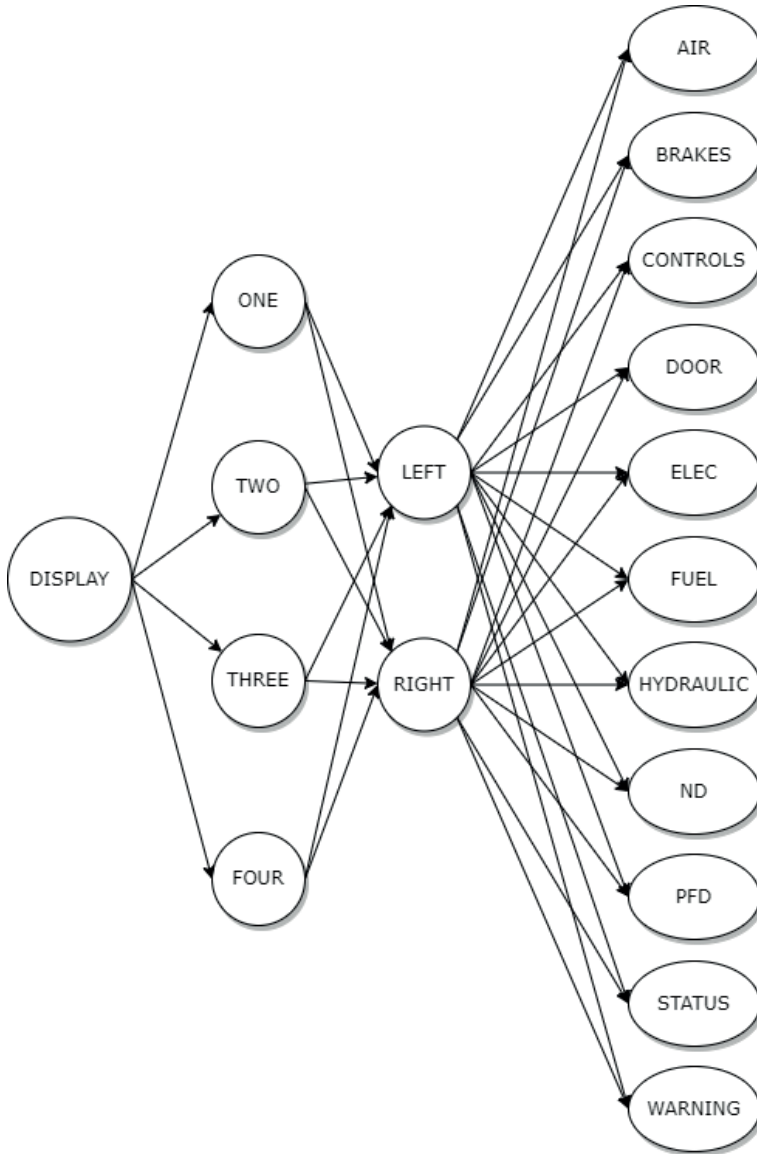 DISPLAY
ONE
TWO
THREE
FOUR
LEFT
RIGHT
AIR
BRAKES
CONTROLS
DOOR
ELEC
FUEL
HYDRAULIC
ND
PFD
STATUS
WARNING